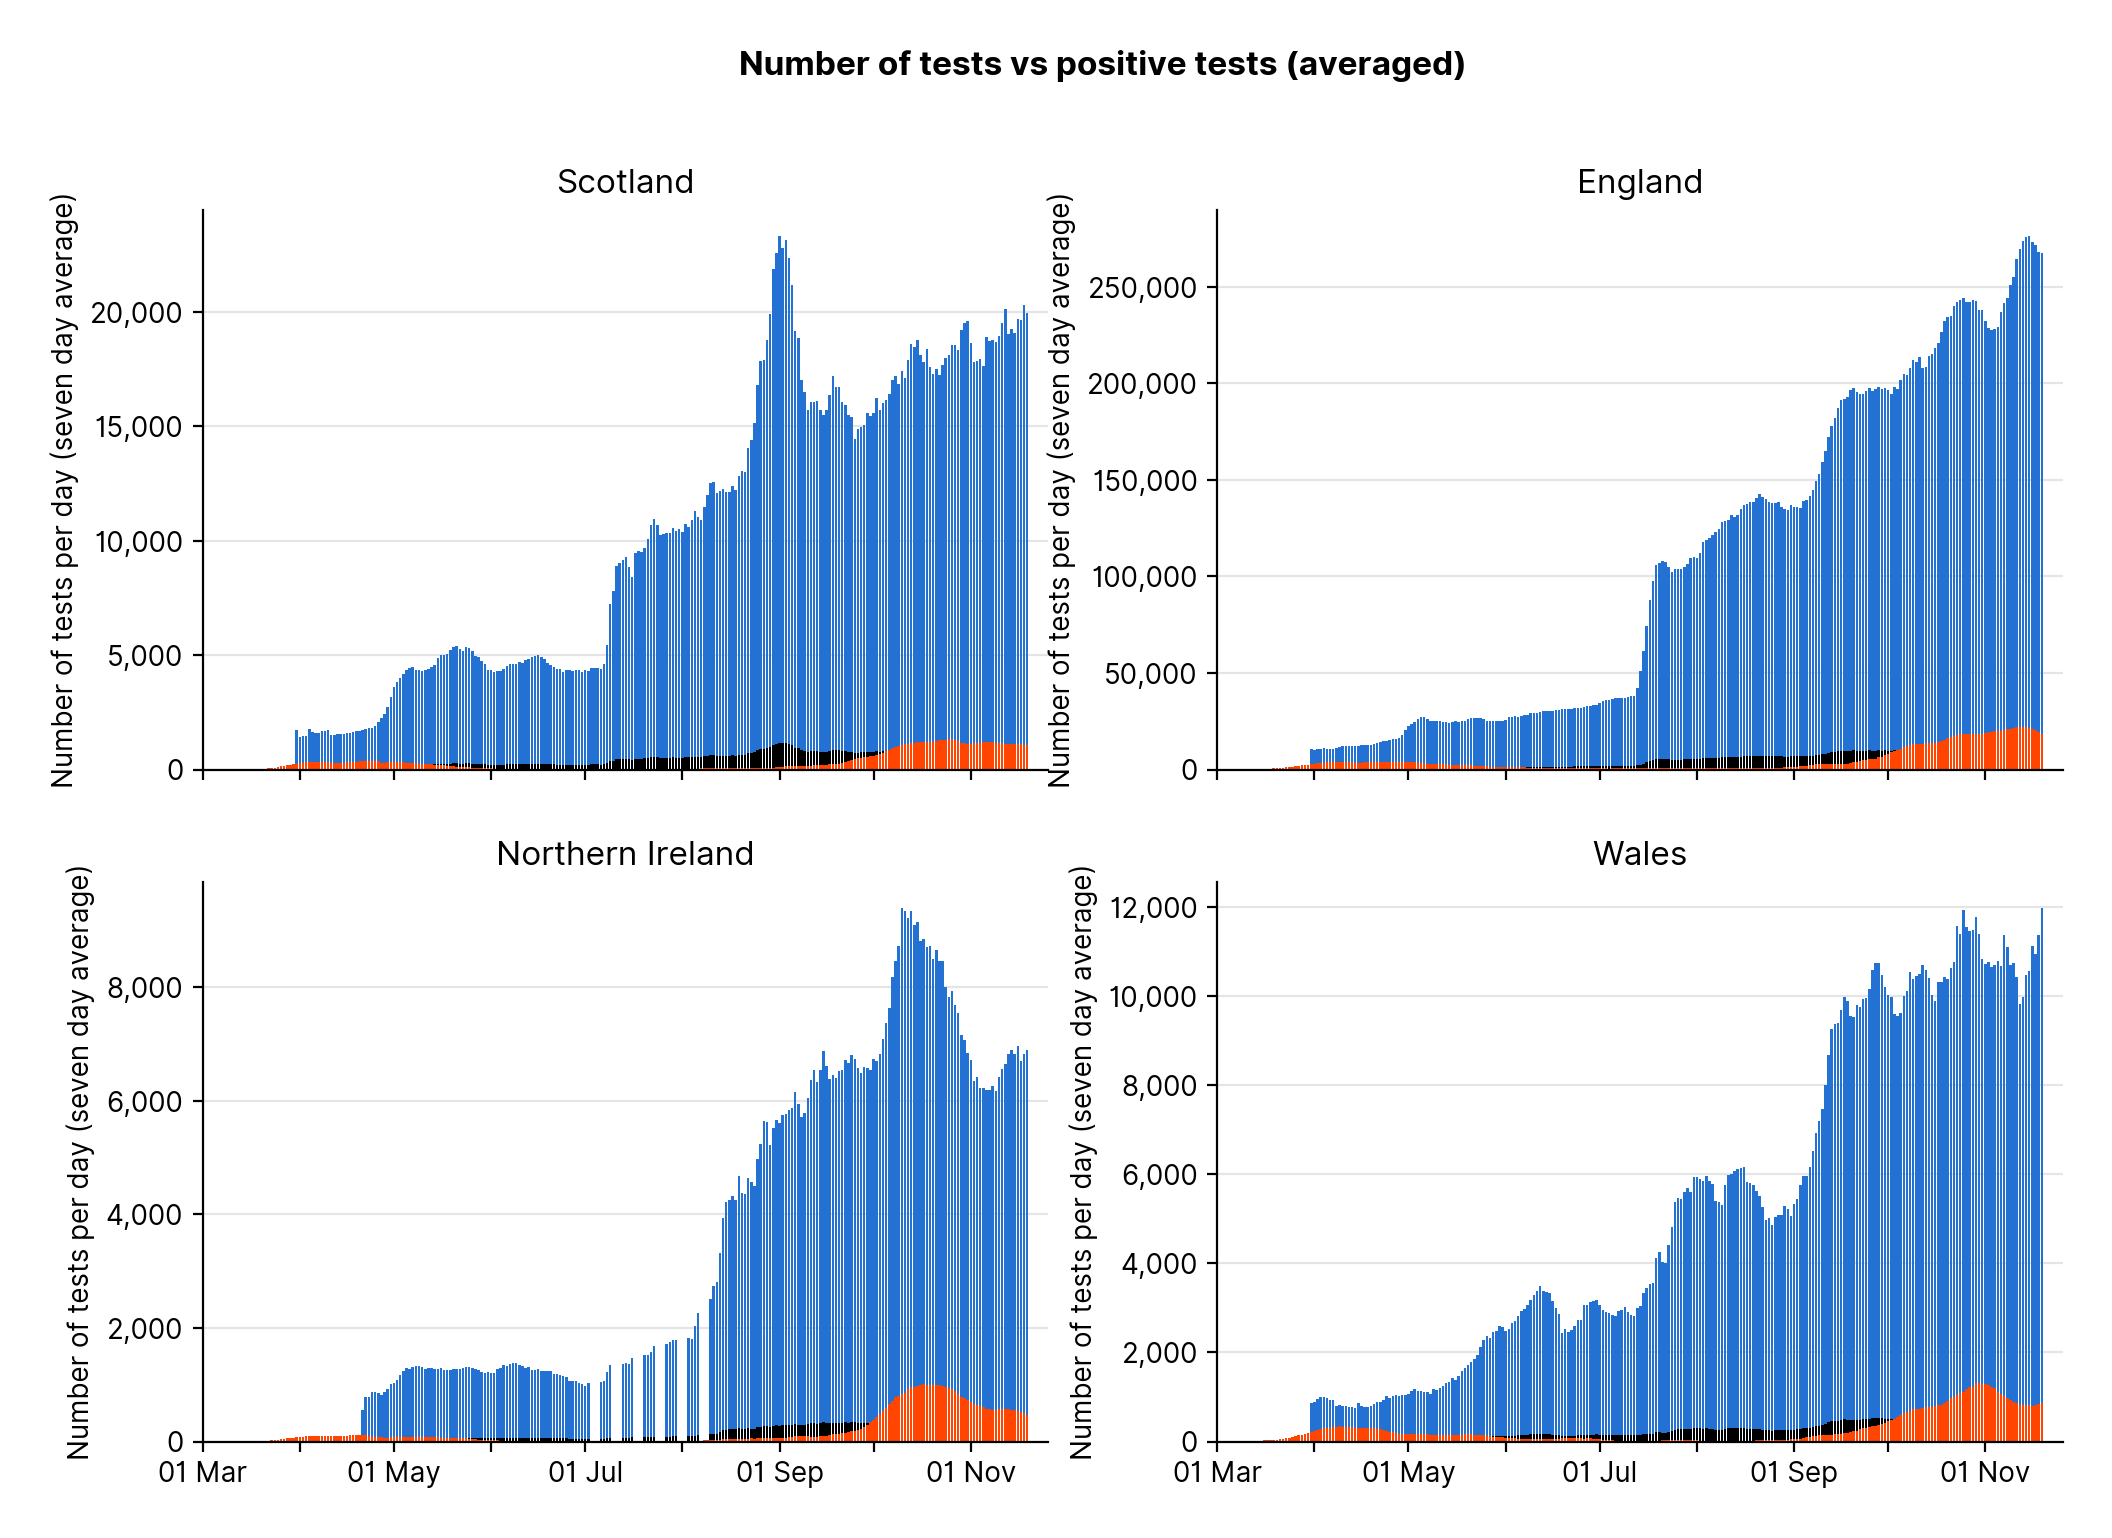 Number of tests vs positive tests (averaged)
Scotland
Number of tests per day (seven day average)
20,000
15,000
10,000
5,000
0
England
Number of tests per day (seven day average)
250,000
200,000
150,000
100,000
50,000
0
Northern Ireland
Number of tests per day (seven day average)
8,000
6,000
4,000
2,000
0
01 Mar 01 May 01 Jul 01 Sep 01 Nov
Wales
Number of tests per day (seven day average)
12,000
10,000
8,000
6,000
4,000
2,000
0
01 Mar 01 May 01 Jul 01 Sep 01 Nov